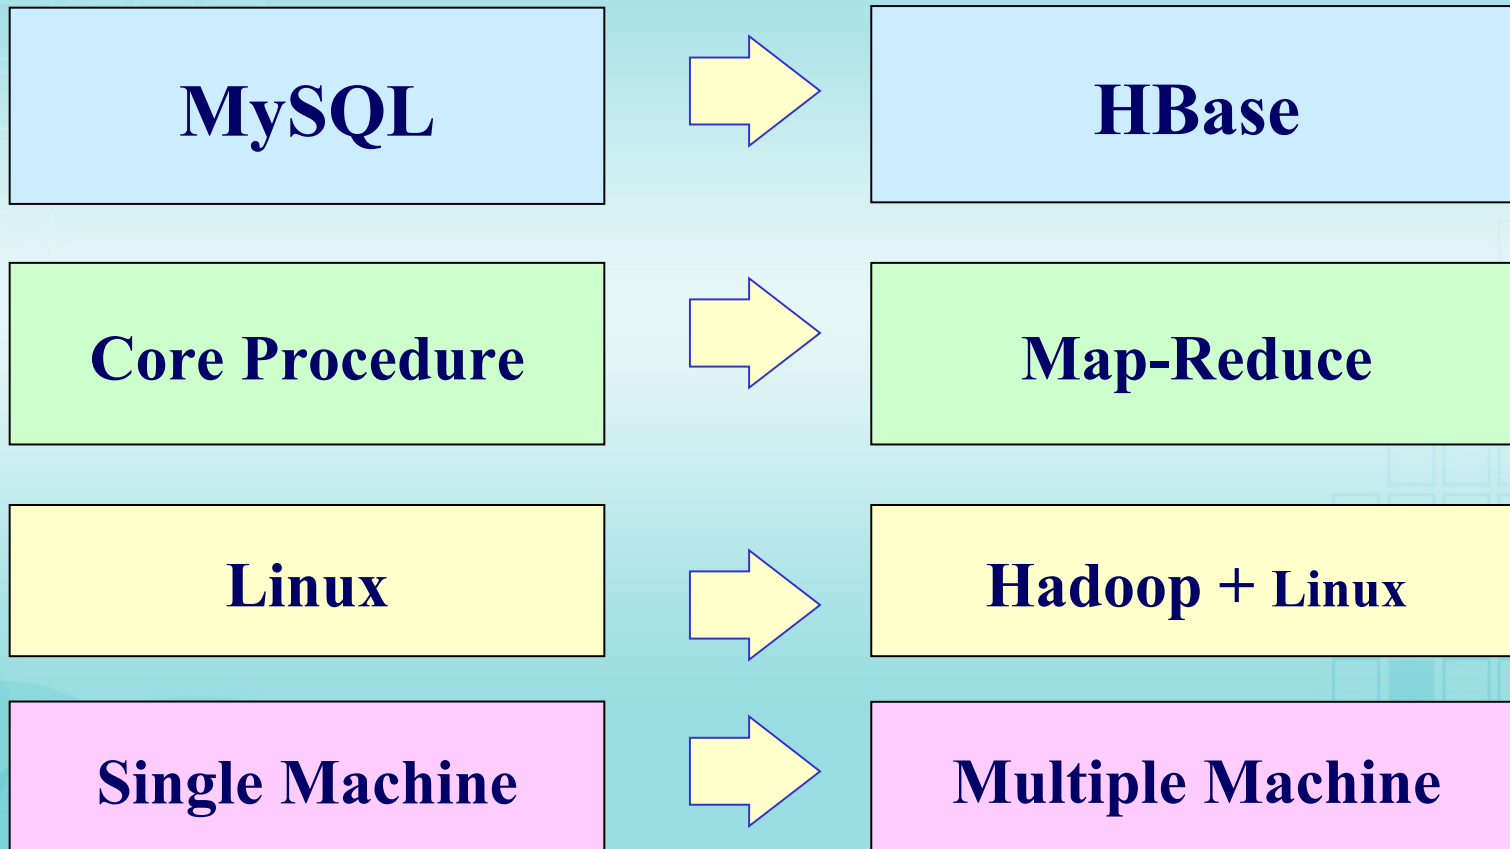 MySQL
HBase
Core Procedure
Map-Reduce
Linux
Hadoop + Linux
Single Machine
Multiple Machine